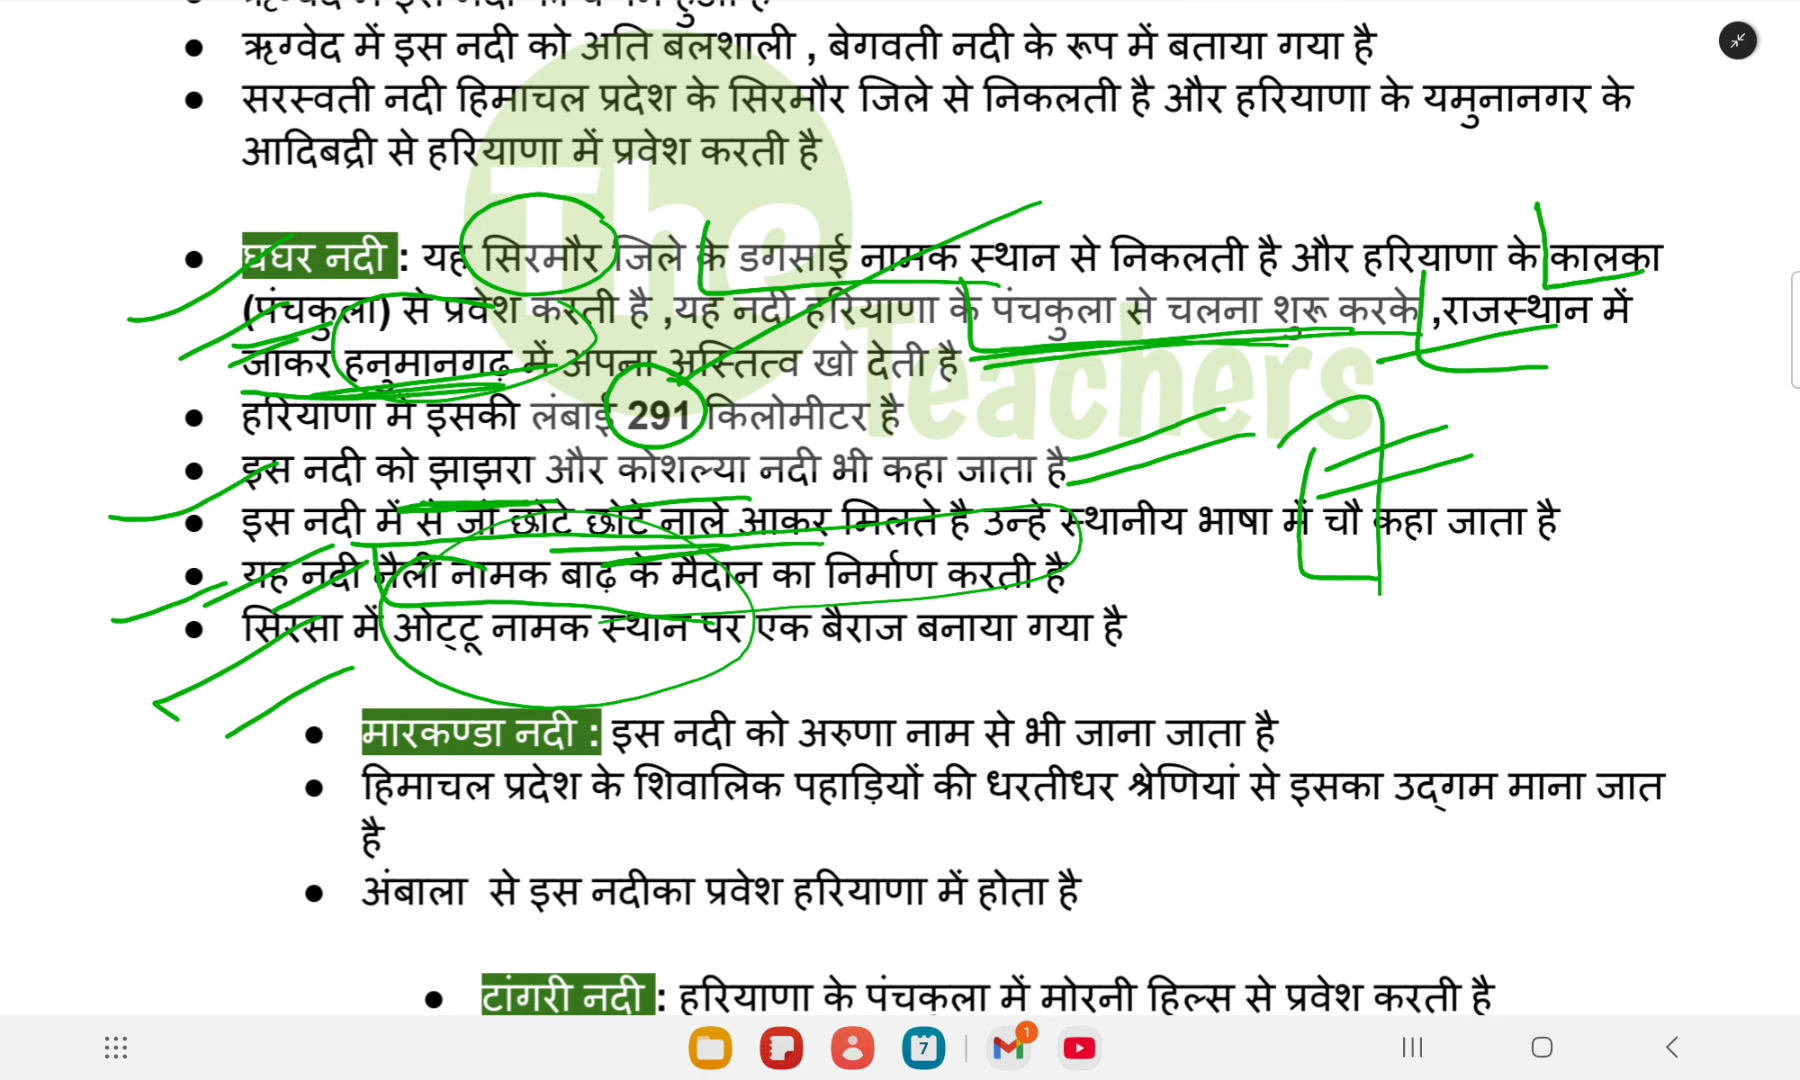 ऋग्वेद में इस नदी को अति बलशाली , बेगवती नदी के रूप में बताया गया है
सरस्वती नदी हिमाचल प्रदेश के सिरमौर जिले से निकलती है और हरियाणा के यमुनानगर के
आदिबद्री से हरियाणा में प्रवेश करती है
घघर नदी : यह सिरमौर जिले के डगसाई नामक स्थान से निकलती है और हरियाणा के कालका
(पंचकुला) से प्रवेश करती है ,यह नदी हरियाणा के पंचकुला से चलना शुरू करके ,राजस्थान में
जाकर हनुमानगढ़ में अपना अस्तित्व खो देती है
हरियाणा में इसकी लंबाई 291 किलोमीटर है
इस नदी को झाझरा और कोशल्या नदी भी कहा जाता है
इस नदी में से जो छोटे छोटे नाले आकर मिलते है उन्हे स्थानीय भाषा में चौ कहा जाता है
यह नदी नैली नामक बाढ़ के मैदान का निर्माण करती है
सिरसा में ओट्टू नामक स्थान पर एक बैराज बनाया गया है
मारकण्डा नदी : इस नदी को अरुणा नाम से भी जाना जाता है
हिमाचल प्रदेश के शिवालिक पहाड़ियों की धरतीधर श्रेणियां से इसका उद्गम माना जात
है
अंबाला से इस नदीका प्रवेश हरियाणा में होता है
टांगरी नदी : हरियाणा के पंचकुला में मोरनी हिल्स से प्रवेश करती है
The
Teachers
7
1